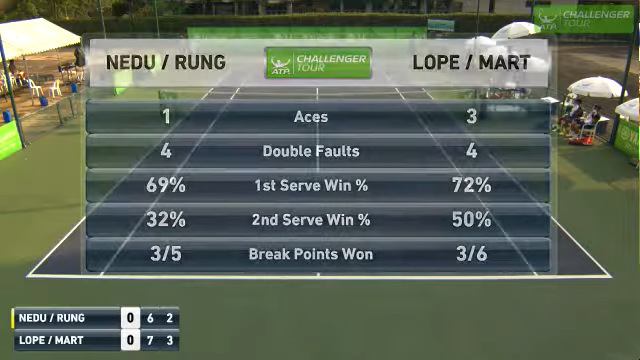 NEDU / RUNG
ATP CHALLENGER TOUR
LOPE / MART
1 Aces 3
4 Double Faults 4
69% 1st Serve Win % 72%
32% 2nd Serve Win % 50%
3/5 Break Points Won 3/6
NEDU / RUNG 0 6 2
LOPE / MART 0 7 3
ATP CHALLENGER TOUR